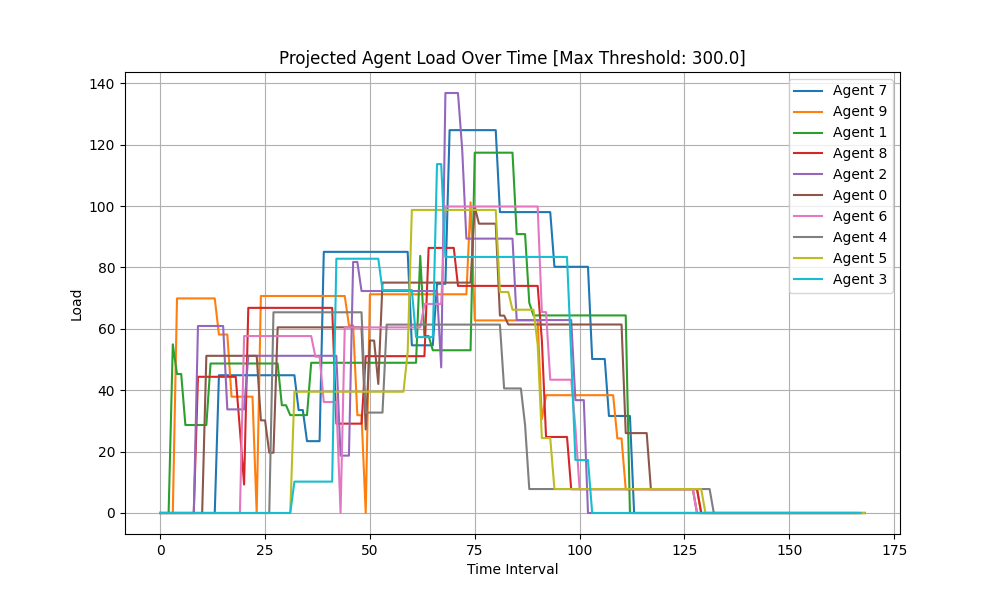 Projected Agent Load Over Time [Max Threshold: 300.0]
Load
140
120
100
80
60
40
20
0
0 25 50 75 100 125 150 175
Time Interval
Agent 7
Agent 9
Agent 1
Agent 8
Agent 2
Agent 0
Agent 6
Agent 4
Agent 5
Agent 3